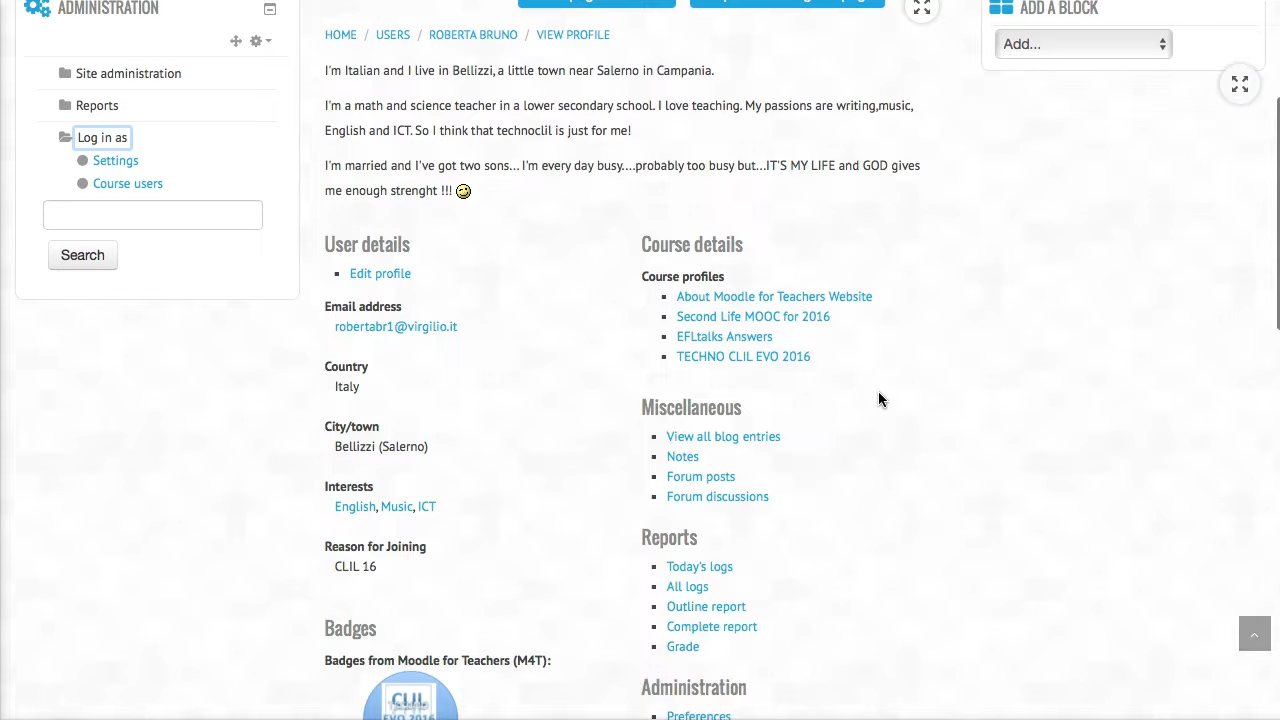 ADMINISTRATION
Site administration
Reports
Log in as
Settings
Course users
Search
HOME / USERS / ROBERTA BRUNO / VIEW PROFILE
I'm Italian and I live in Bellizzi, a little town near Salerno in Campania.
I'm a math and science teacher in a lower secondary school. I love teaching. My passions are writing,music,
English and ICT. So I think that technoclil is just for me!
I'm married and I've got two sons... I'm every day busy....probably too busy but...IT'S MY LIFE and GOD gives
me enough strenght !!!
User details
Edit profile
Email address
robertabr1@virgilio.it
Country
Italy
City/town
Bellizzi (Salerno)
Interests
English, Music, ICT
Reason for Joining
CLIL 16
Badges
Badges from Moodle for Teachers (M4T):
CLIL
EVO 2016
Course details
Course profiles
About Moodle for Teachers Website
Second Life MOOC for 2016
EFLtalks Answers
TECHNO CLIL EVO 2016
Miscellaneous
View all blog entries
Notes
Forum posts
Forum discussions
Reports
Today's logs
All logs
Outline report
Complete report
Grade
Administration
Preferences
ADD A BLOCK
Add...